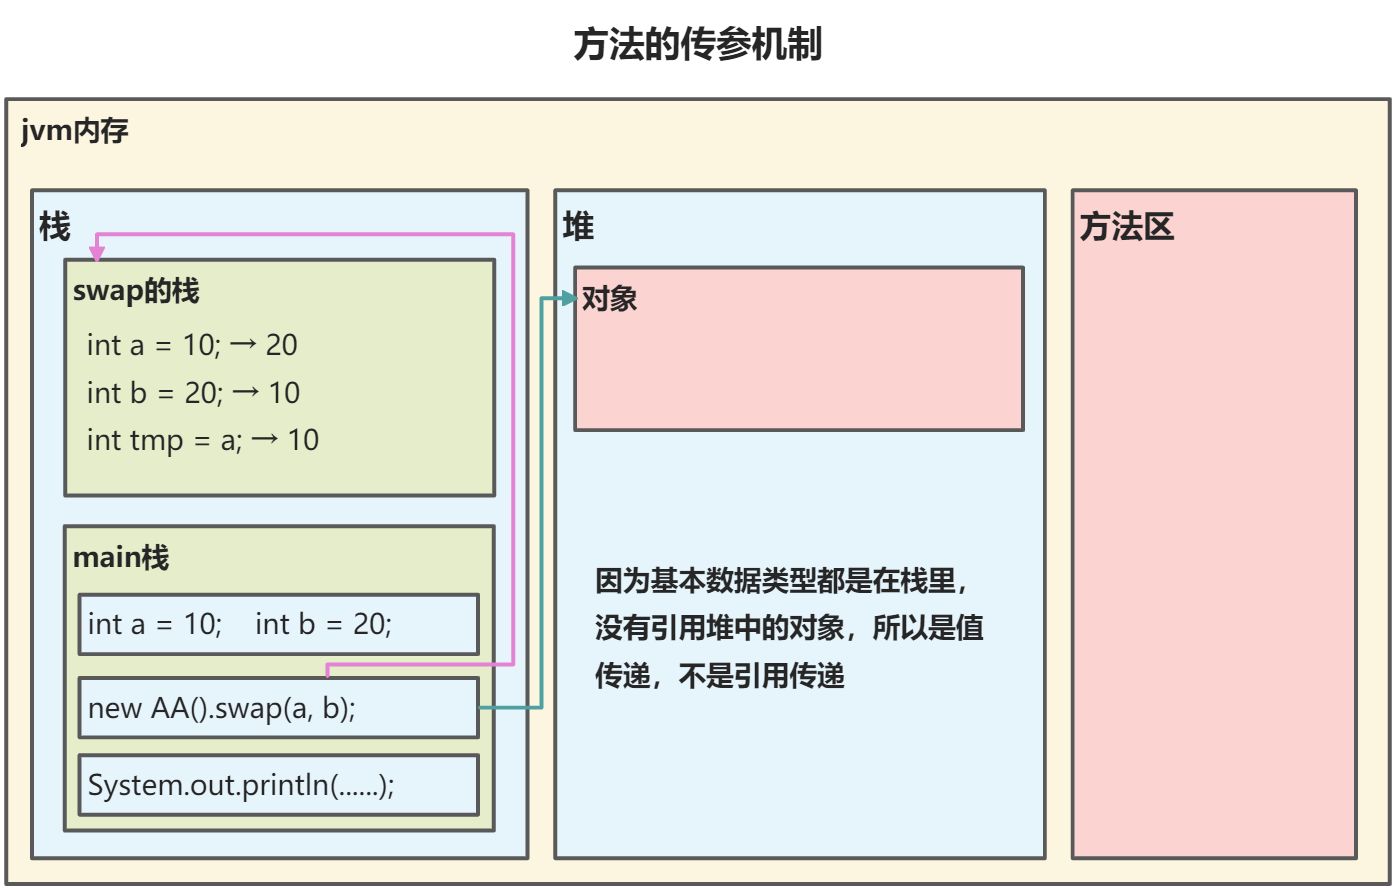 方法的传参机制
jvm内存
栈
swap的栈
int a = 10; → 20
int b = 20; → 10
int tmp = a; → 10
main栈
int a = 10; int b = 20;
new AA().swap(a, b);
System.out.println(......);
堆
对象
因为基本数据类型都是在栈里，
没有引用堆中的对象，所以是值
传递，不是引用传递
方法区